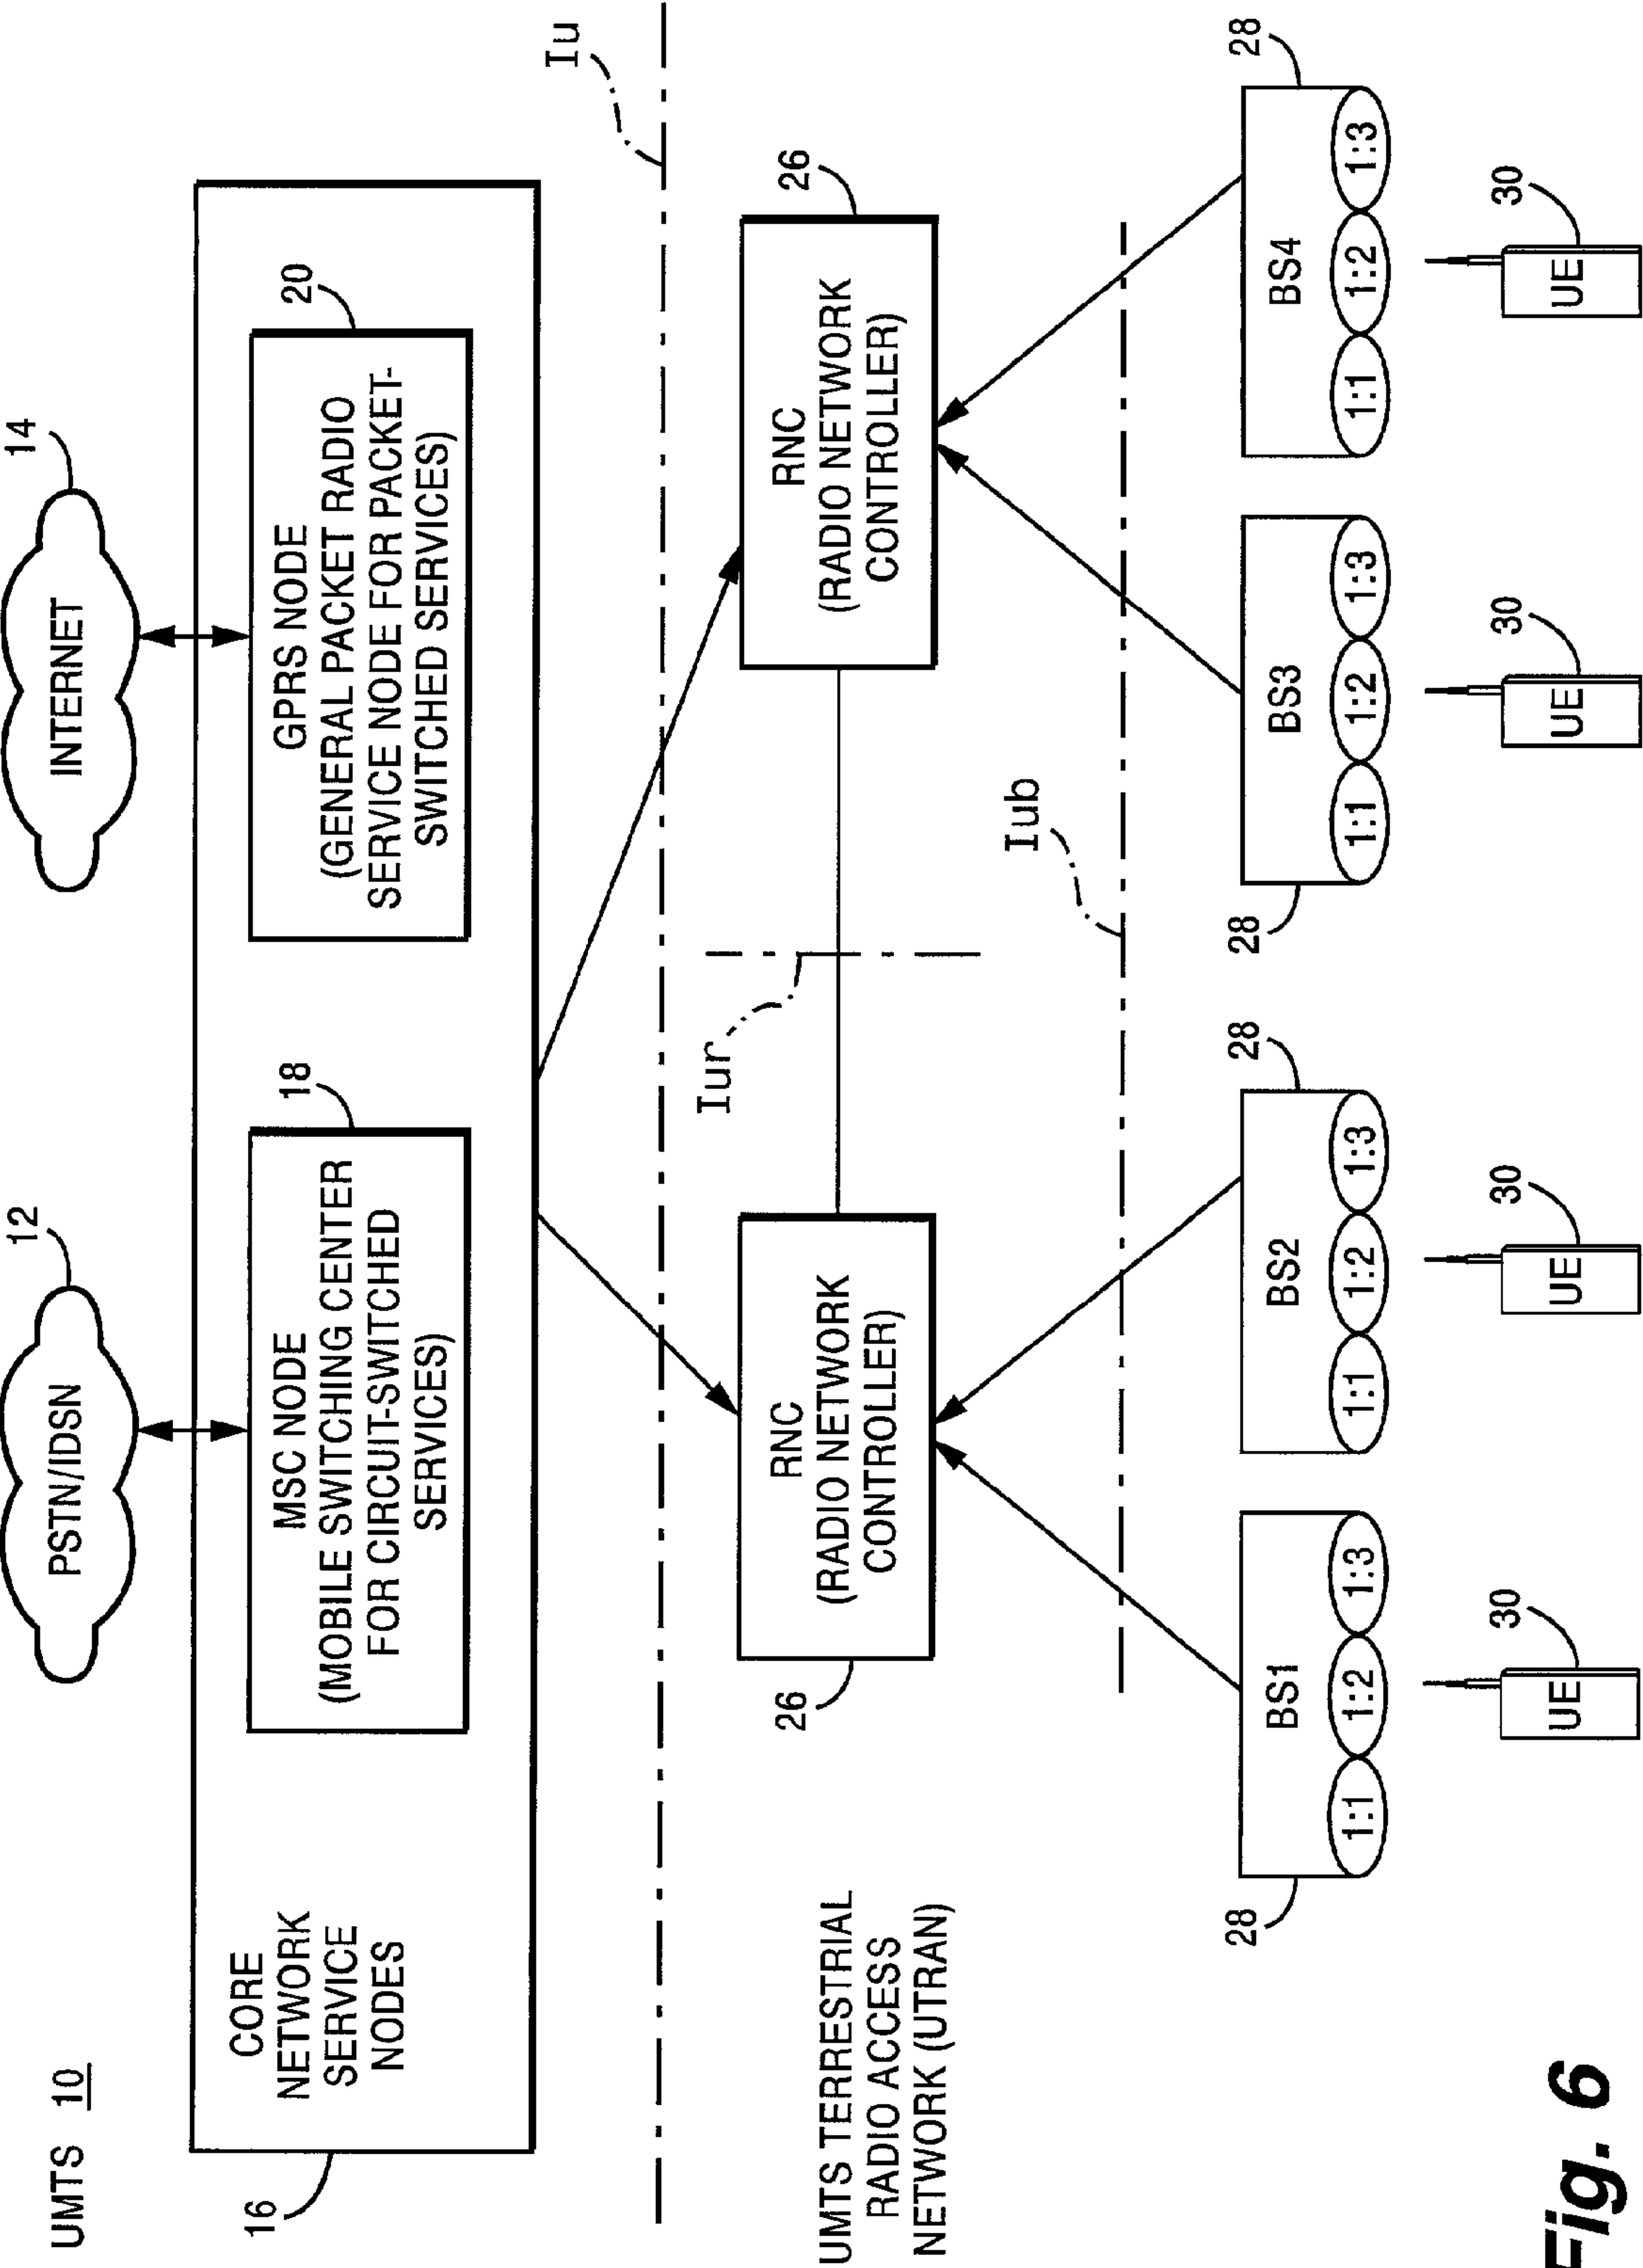 UMTS 10
12
PSTN/IDSN
14
INTERNET
16
CORE
NETWORK
SERVICE
NODES
18
MSC NODE
(MOBILE SWITCHING CENTER
FOR CIRCUIT-SWITCHED
SERVICES)
20
GPRS NODE
(GENERAL PACKET RADIO
SERVICE NODE FOR PACKET-
SWITCHED SERVICES)
Iu
UMTS TERRESTRIAL
RADIO ACCESS
NETWORK (UTRAN)
26
RNC
(RADIO NETWORK
CONTROLLER)
Iur
26
RNC
(RADIO NETWORK
CONTROLLER)
Iub
28
BS1
1:1 1:2 1:3
28
BS2
1:1 1:2 1:3
28
BS3
1:1 1:2 1:3
28
BS4
1:1 1:2 1:3
30
UE
30
UE
30
UE
30
UE
Fig. 6